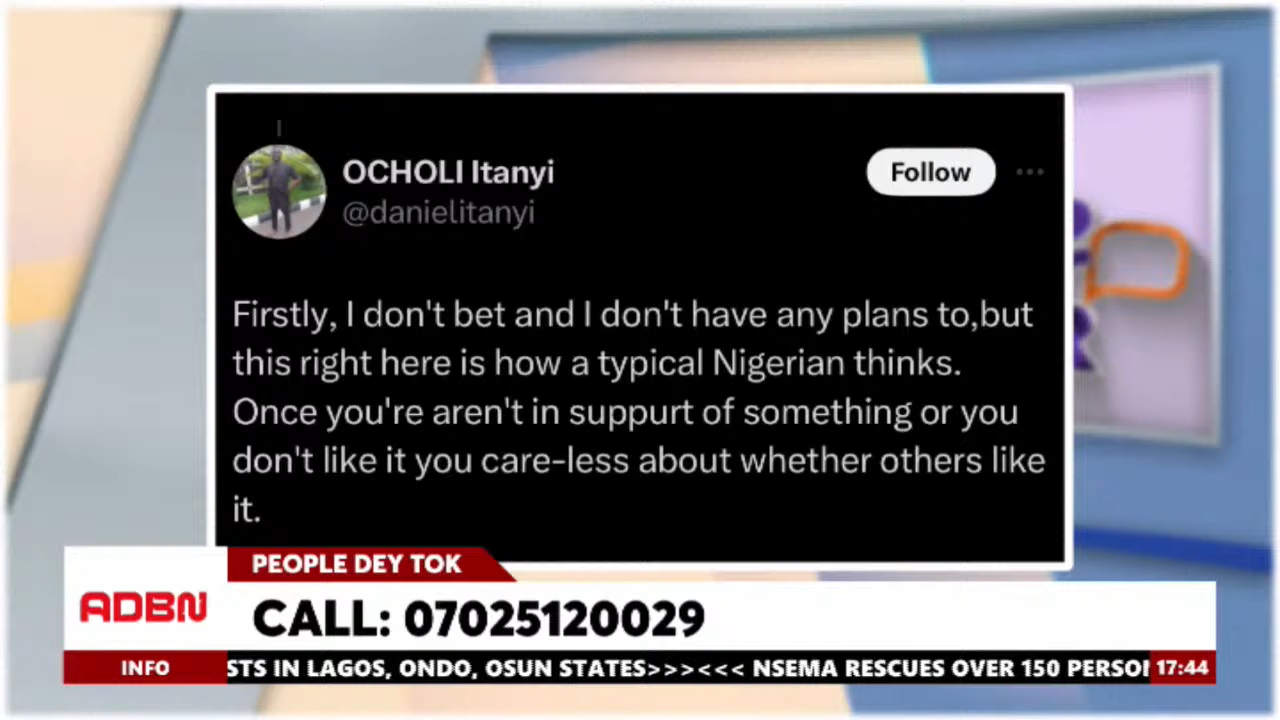 OCHOLI Itanyi
@danielitanyi
Follow
Firstly, I don't bet and I don't have any plans to,but
this right here is how a typical Nigerian thinks.
Once you're aren't in suppurt of something or you
don't like it you care-less about whether others like
it.
PEOPLE DEY TOK
ADBN
CALL: 07025120029
INFO
STS IN LAGOS, ONDO, OSUN STATES>>><<< NSEMA RESCUES OVER 150
17:44